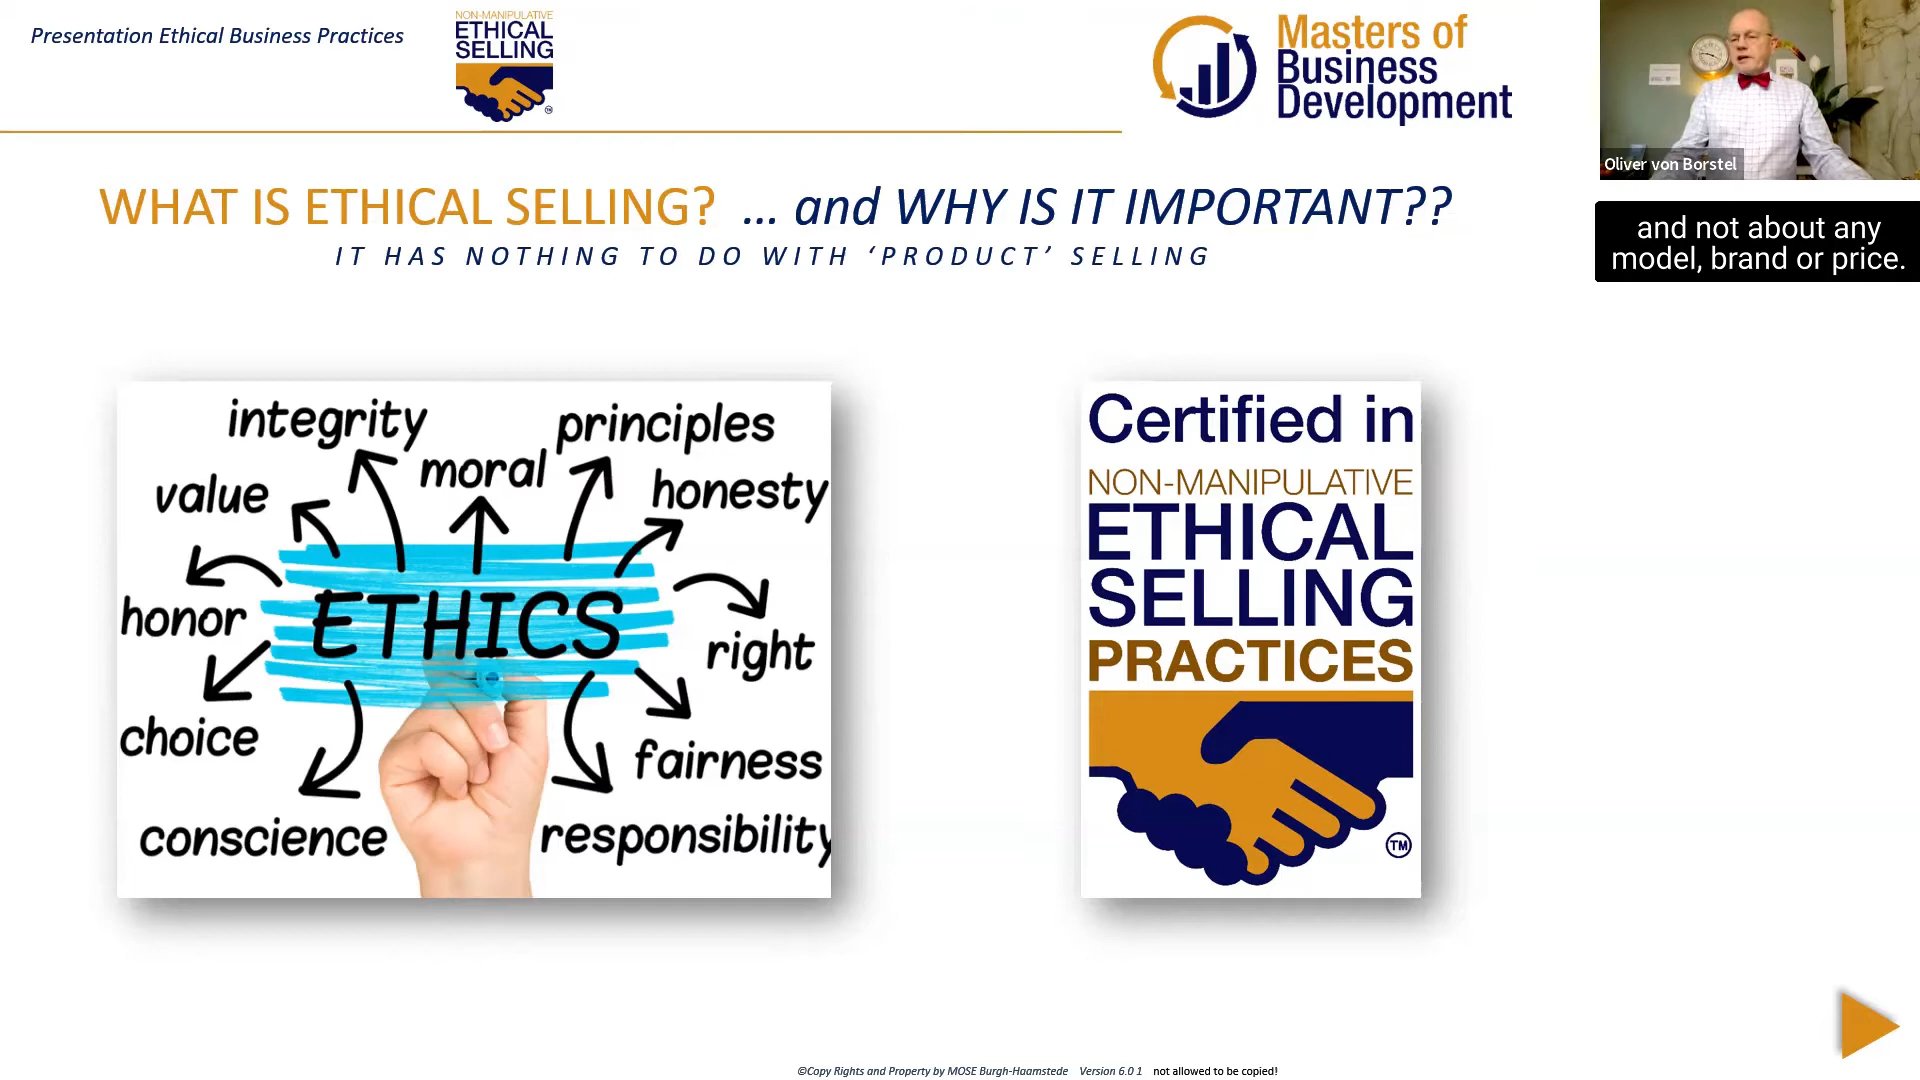 Presentation Ethical Business Practices
NON-MANIPULATIVE
ETHICAL
SELLING
TM
Masters of
Business
Development
Oliver von Borstel
and not about any
model, brand or price.
WHAT IS ETHICAL SELLING? ... and WHY IS IT IMPORTANT??
IT HAS NOTHING TO DO WITH ‘PRODUCT’ SELLING
integrity
principles
moral
value
honesty
ETHICS
honor
right
choice
fairness
conscience
responsibility
Certified in
NON-MANIPULATIVE
ETHICAL
SELLING
PRACTICES
TM
©Copy Rights and Property by MOSE Burgh-Haamstede Version 6.0 1 not allowed to be copied!